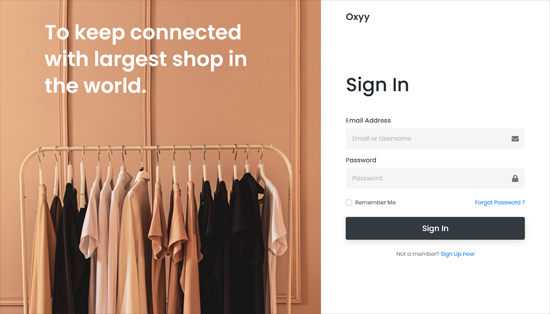 To keep connected
with largest shop in
the world.
Oxyy
Sign In
Email Address
Email or Username
Password
Password
Remember Me
Forgot Password ?
Sign In
Not a member? Sign Up now